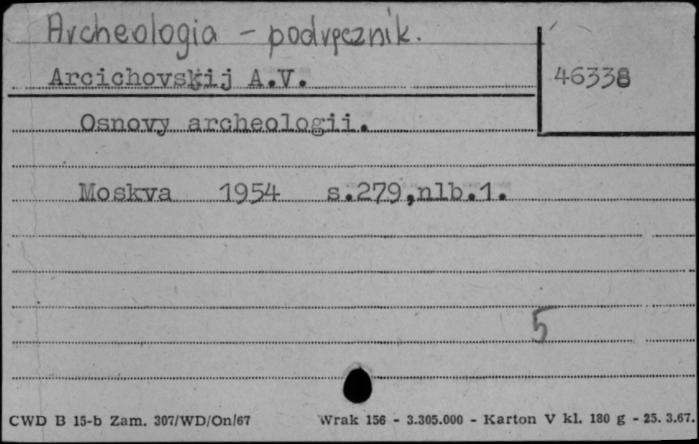 Archeologia - podręcznik.
Arcichovskij A.V.
46338
Osnovy archeologii.
Moskva 1954 s.279,nlb.1.
5
CWD B 15-b Zam. 307/WD/On/67 Wrak 156 - 3.305.000 - Karton V kl. 180 g - 25. 3.67.